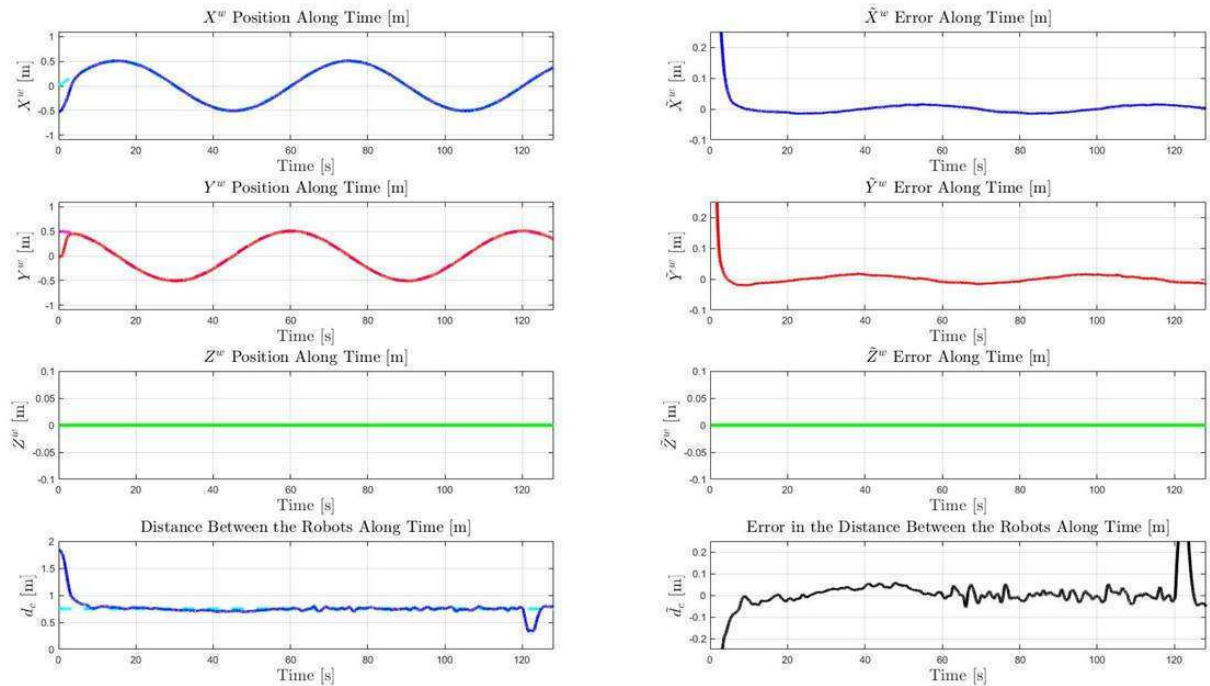 X^w Position Along Time [m]
1
0.5
0
-0.5
-1
X^w [m]
0 20 40 60 80 100 120
Time [s]
X̃^w Error Along Time [m]
0.2
0.1
0
-0.1
X̃^w [m]
0 20 40 60 80 100 120
Time [s]
Y^w Position Along Time [m]
1
0.5
0
-0.5
-1
Y^w [m]
0 20 40 60 80 100 120
Time [s]
Ỹ^w Error Along Time [m]
0.2
0.1
0
-0.1
Ỹ^w [m]
0 20 40 60 80 100 120
Time [s]
Z^w Position Along Time [m]
0.1
0.05
0
-0.05
-0.1
Z^w [m]
0 20 40 60 80 100 120
Time [s]
Z̃^w Error Along Time [m]
0.1
0.05
0
-0.05
-0.1
Z̃^w [m]
0 20 40 60 80 100 120
Time [s]
Distance Between the Robots Along Time [m]
2
1.5
1
0.5
0
d_c [m]
0 20 40 60 80 100 120
Time [s]
Error in the Distance Between the Robots Along Time [m]
0.2
0.1
0
-0.1
-0.2
d̃_c [m]
0 20 40 60 80 100 120
Time [s]